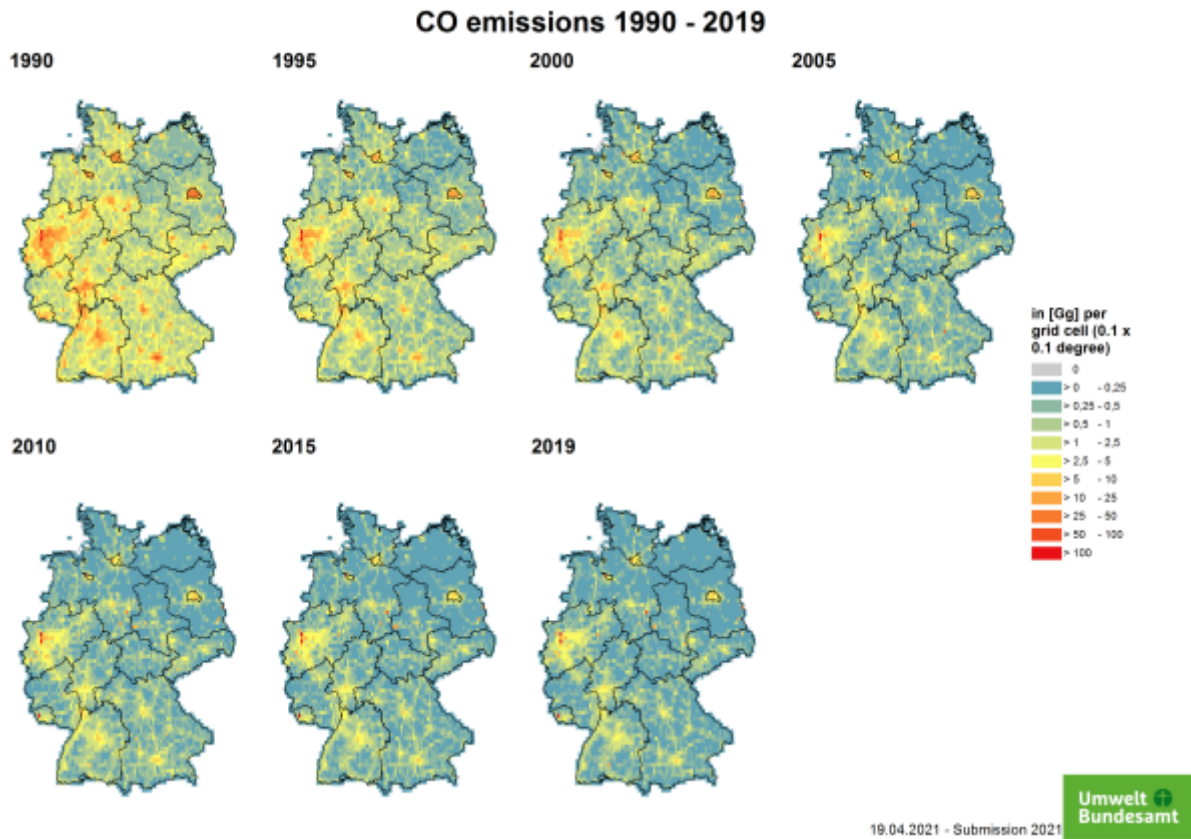 CO emissions 1990 - 2019
1990
1995
2000
2005
in [Gg] per
grid cell (0.1 x
0.1 degree)
0
> 0 - 0,25
> 0,25 - 0,5
> 0,5 - 1
> 1 - 2,5
> 2,5 - 5
> 5 - 10
> 10 - 25
> 25 - 50
> 50 - 100
> 100
2010
2015
2019
Umwelt
Bundesamt
19.04.2021 - Submission 2021